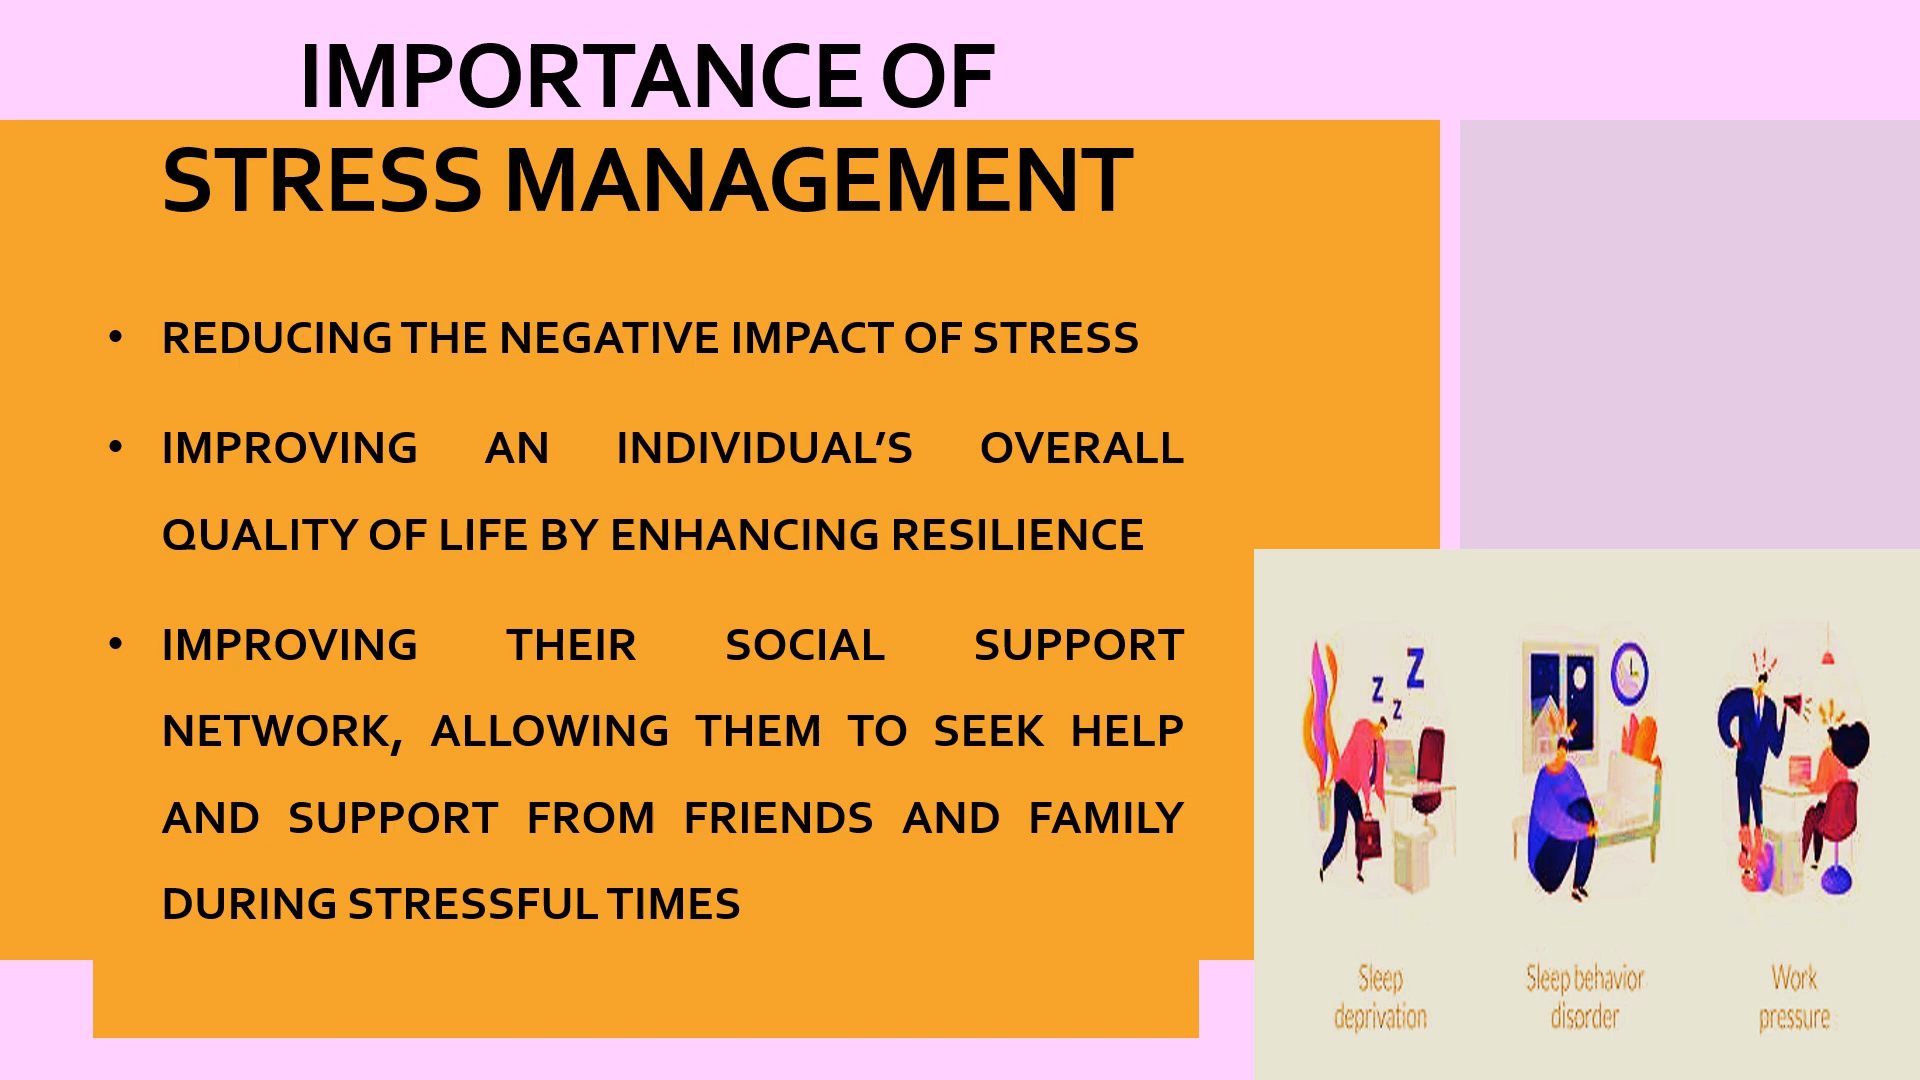 IMPORTANCE OF
STRESS MANAGEMENT
• REDUCING THE NEGATIVE IMPACT OF STRESS
• IMPROVING AN INDIVIDUAL’S OVERALL
QUALITY OF LIFE BY ENHANCING RESILIENCE
• IMPROVING THEIR SOCIAL SUPPORT
NETWORK, ALLOWING THEM TO SEEK HELP
AND SUPPORT FROM FRIENDS AND FAMILY
DURING STRESSFUL TIMES
z Z
z
Sleep
deprivation
Sleep behavior
disorder
Work
pressure